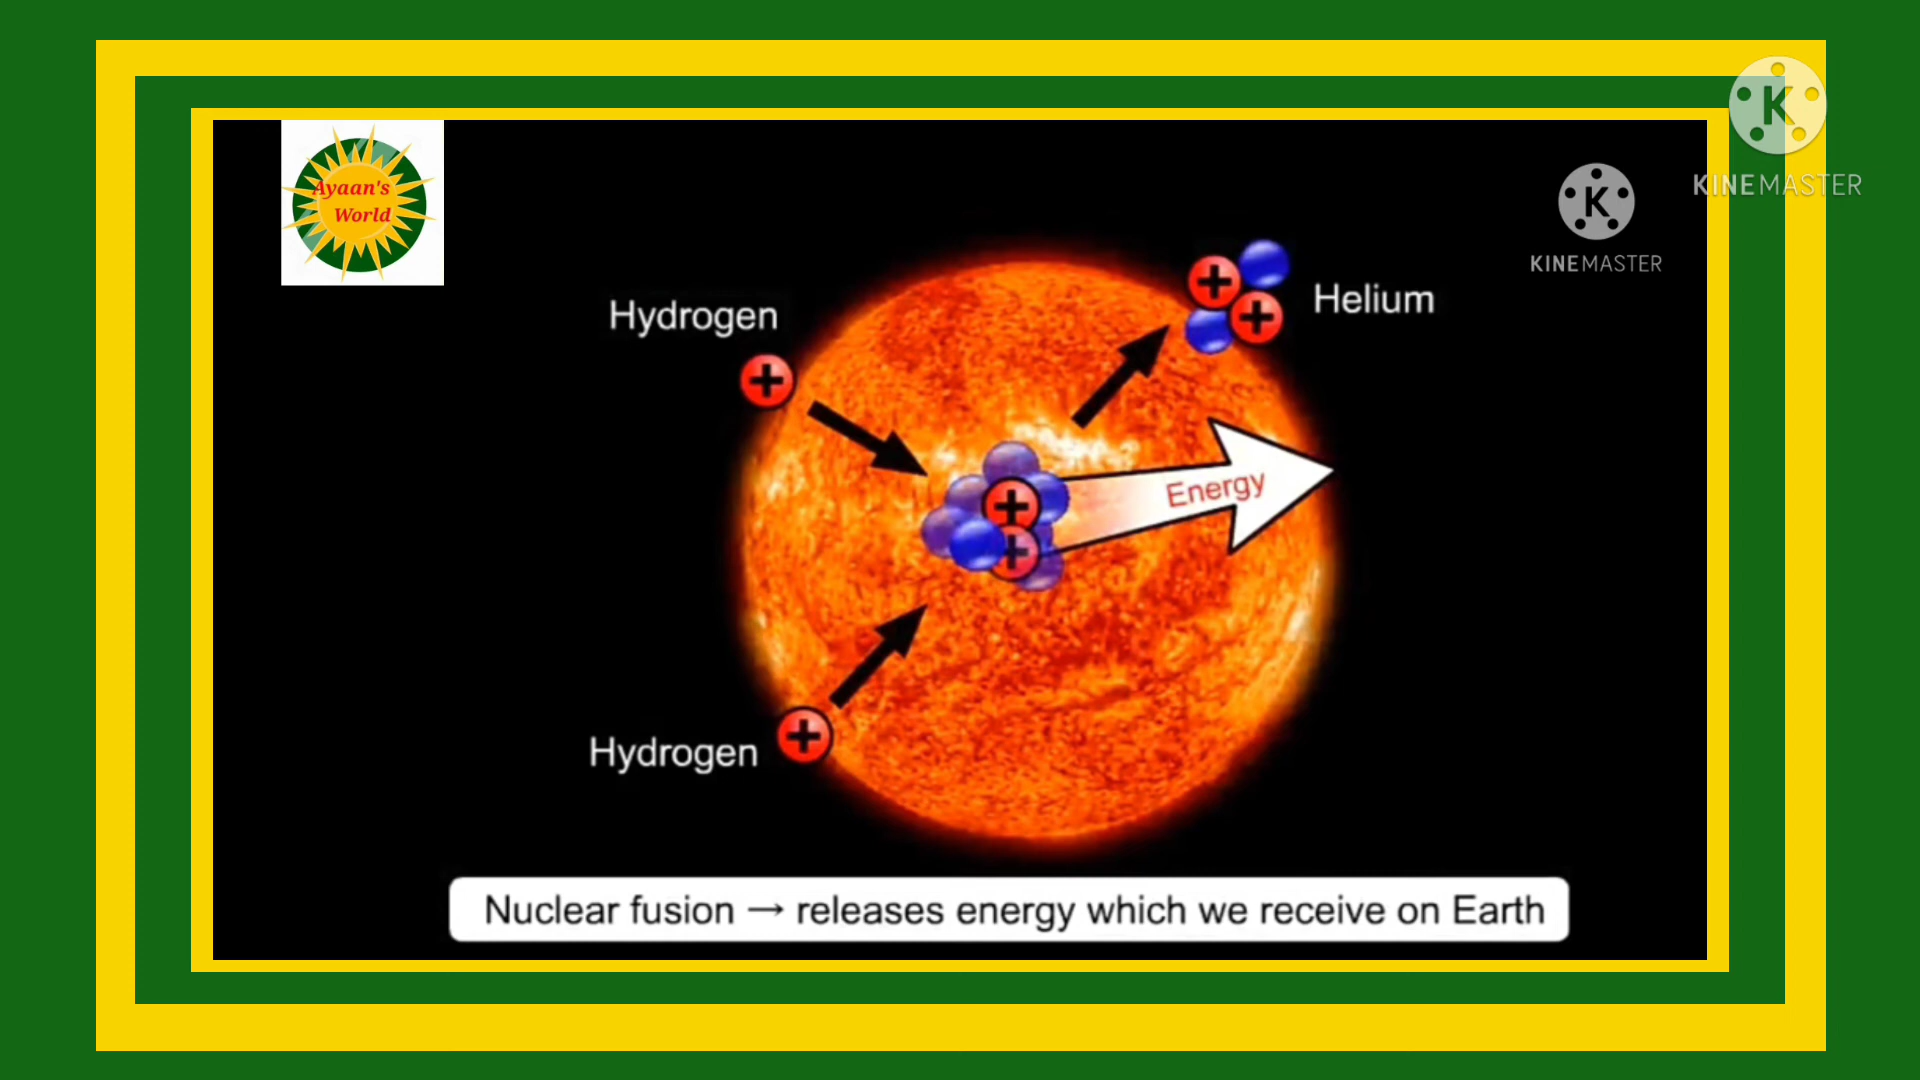 Ayaan's
World
K
KINEMASTER
K
KINEMASTER
Hydrogen
+
Helium
+
+
+
+
Energy
Hydrogen
+
Nuclear fusion → releases energy which we receive on Earth